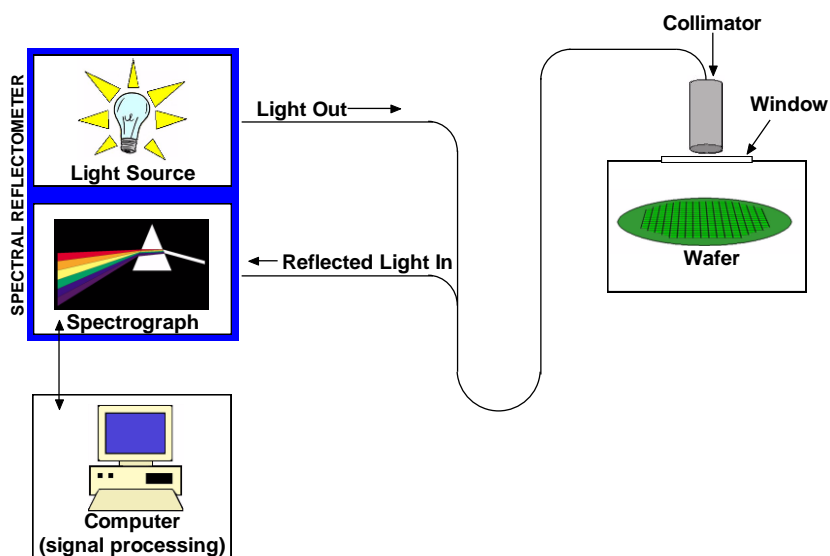 SPECTRAL REFLECTOMETER
Light Source
Spectrograph
Computer
(signal processing)
Light Out
Reflected Light In
Collimator
Window
Wafer